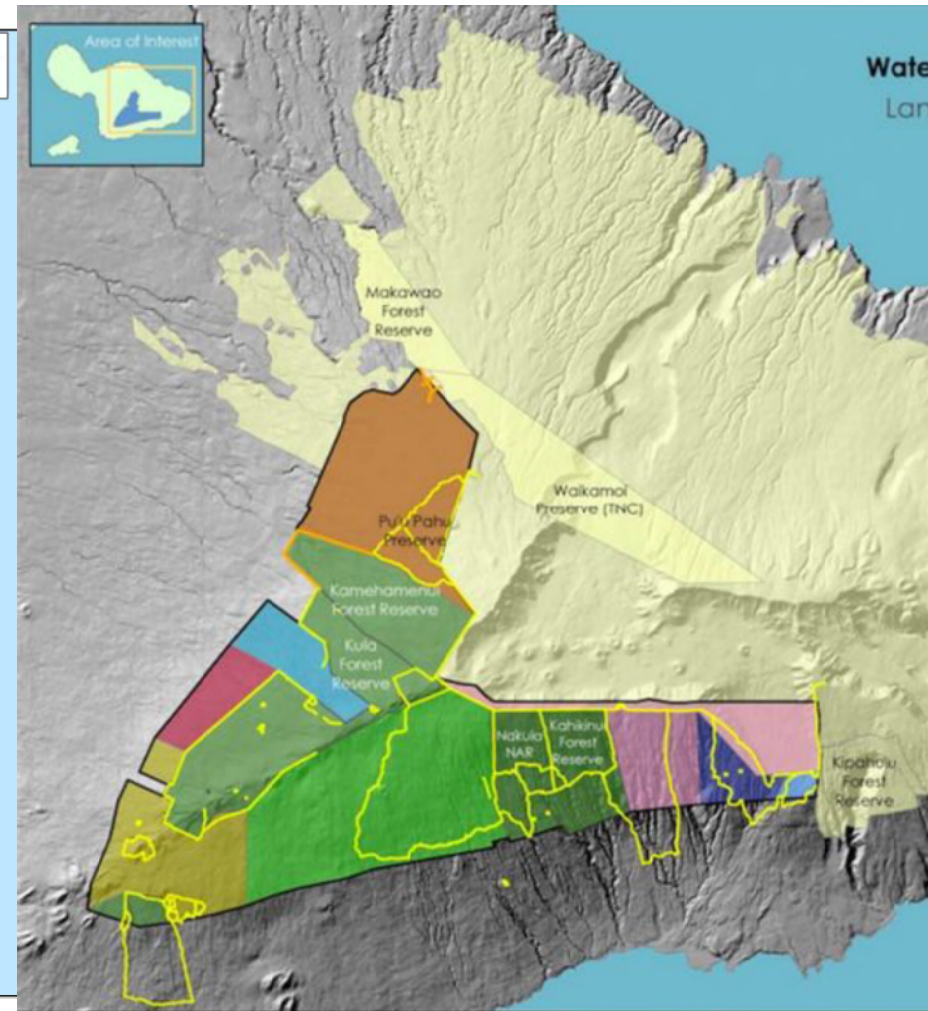 Area of Interest
Wate
Lan
Makawao
Forest
Reserve
Waikamoi
Preserve (TNC)
Pu'u Pahu
Preserve
Kamehamenui
Forest Reserve
Kula
Forest
Reserve
Nakula
NAR
Kahikinui
Forest
Reserve
Kipahulu
Forest
Reserve